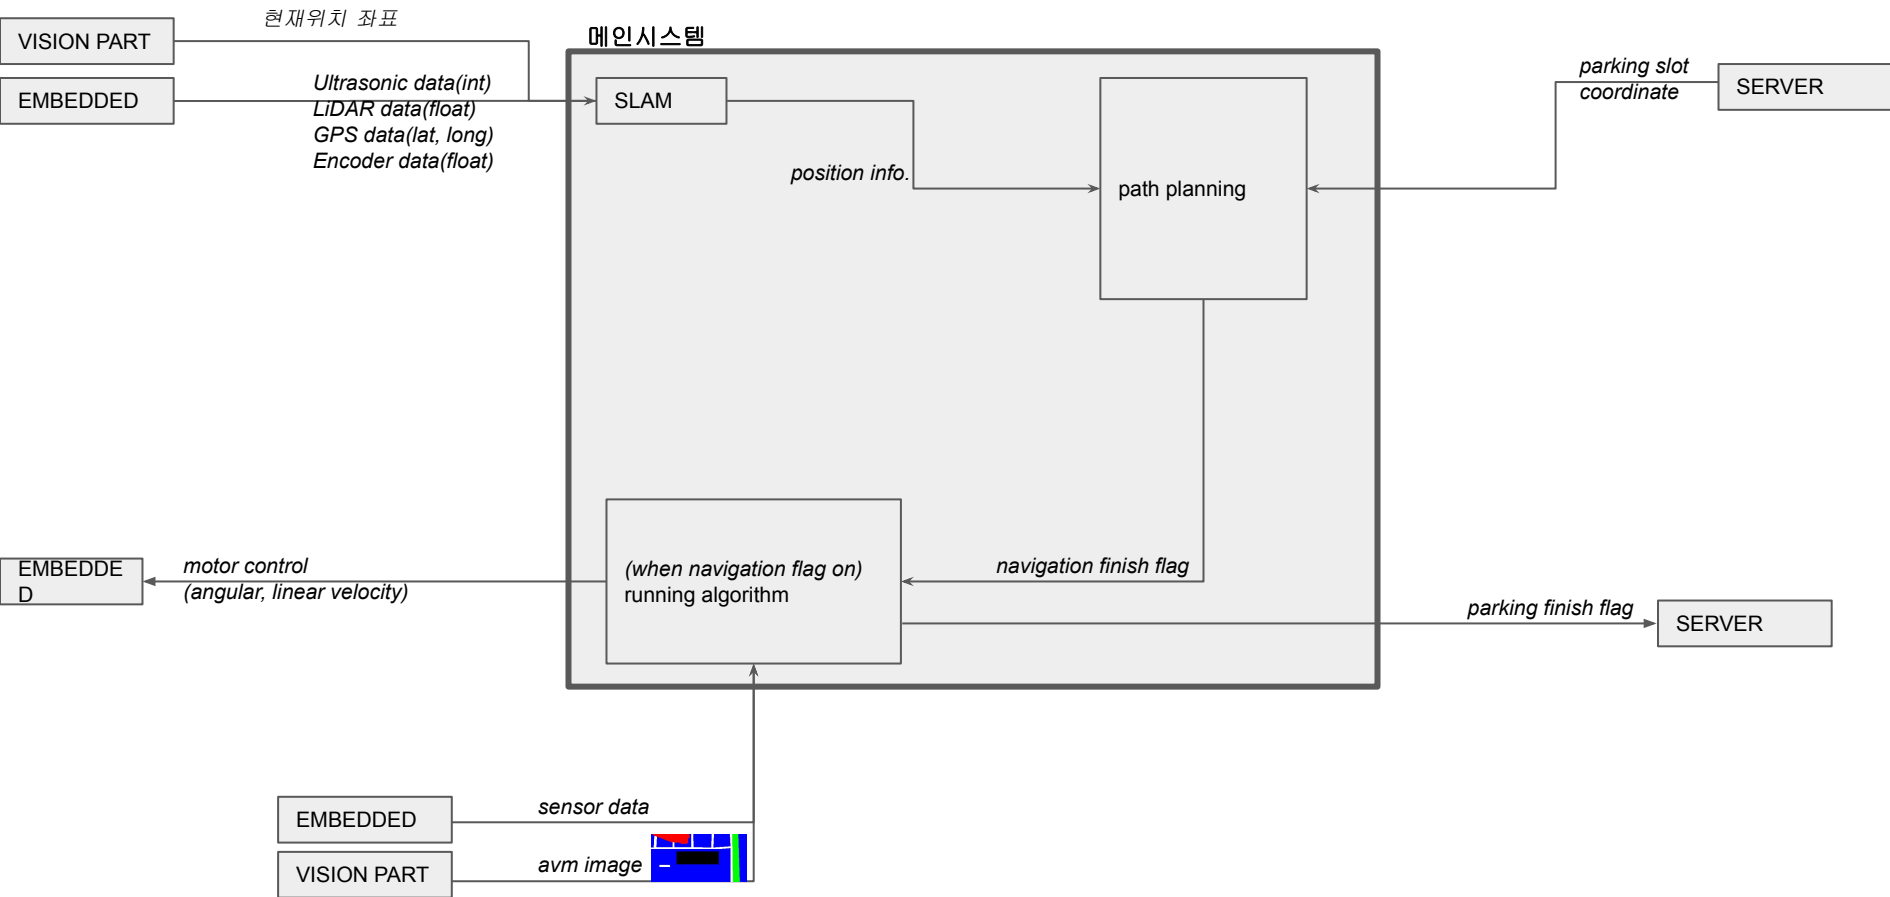 현재위치 좌표
VISION PART
메인시스템
EMBEDDED
Ultrasonic data(int)
LiDAR data(float)
GPS data(lat, long)
Encoder data(float)
SLAM
parking slot
coordinate
SERVER
position info.
path planning
EMBEDDE
D
motor control
(angular, linear velocity)
(when navigation flag on)
running algorithm
navigation finish flag
parking finish flag
SERVER
EMBEDDED
sensor data
VISION PART
avm image